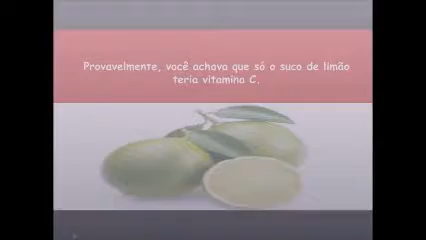 Provavelmente, você achava que só o suco de limão
teria vitamina C.